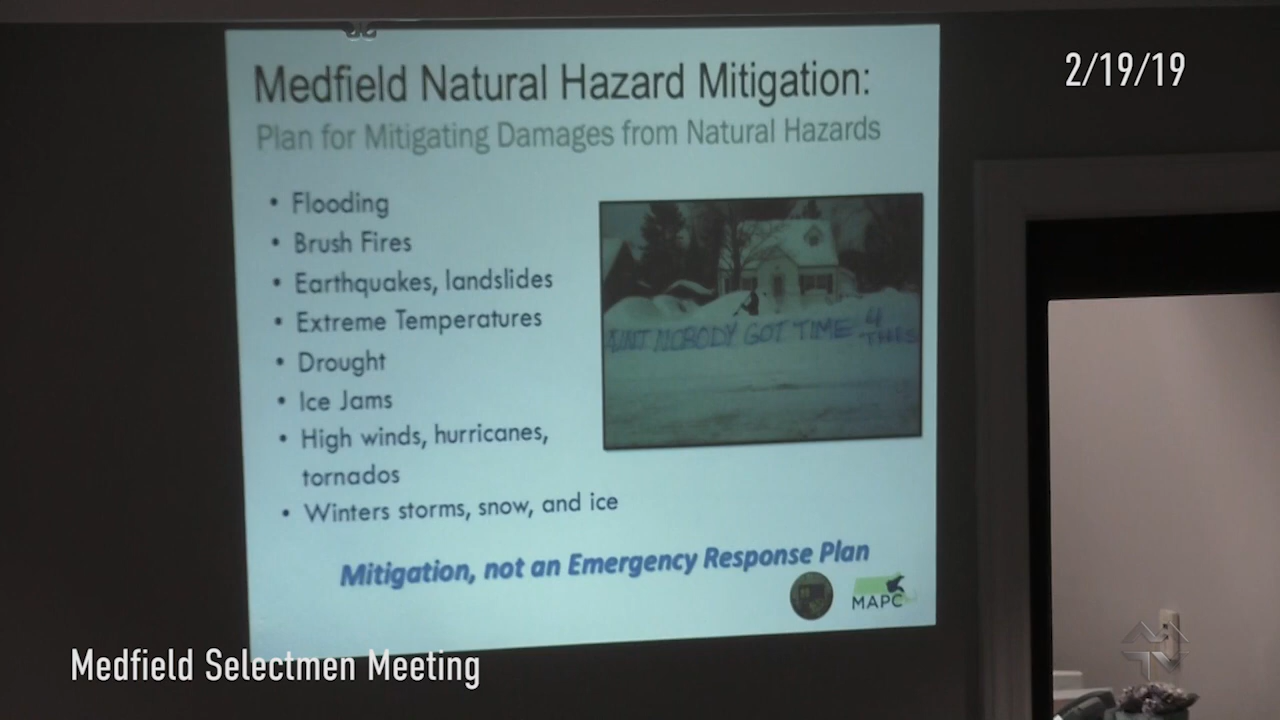 2/19/19
Medfield Natural Hazard Mitigation:
Plan for Mitigating Damages from Natural Hazards
• Flooding
• Brush Fires
• Earthquakes, landslides
• Extreme Temperatures
• Drought
• Ice Jams
• High winds, hurricanes,
tornados
• Winters storms, snow, and ice
AINT NOBODY GOT TIME 4
THIS
Mitigation, not an Emergency Response Plan
MAPC
Medfield Selectmen Meeting